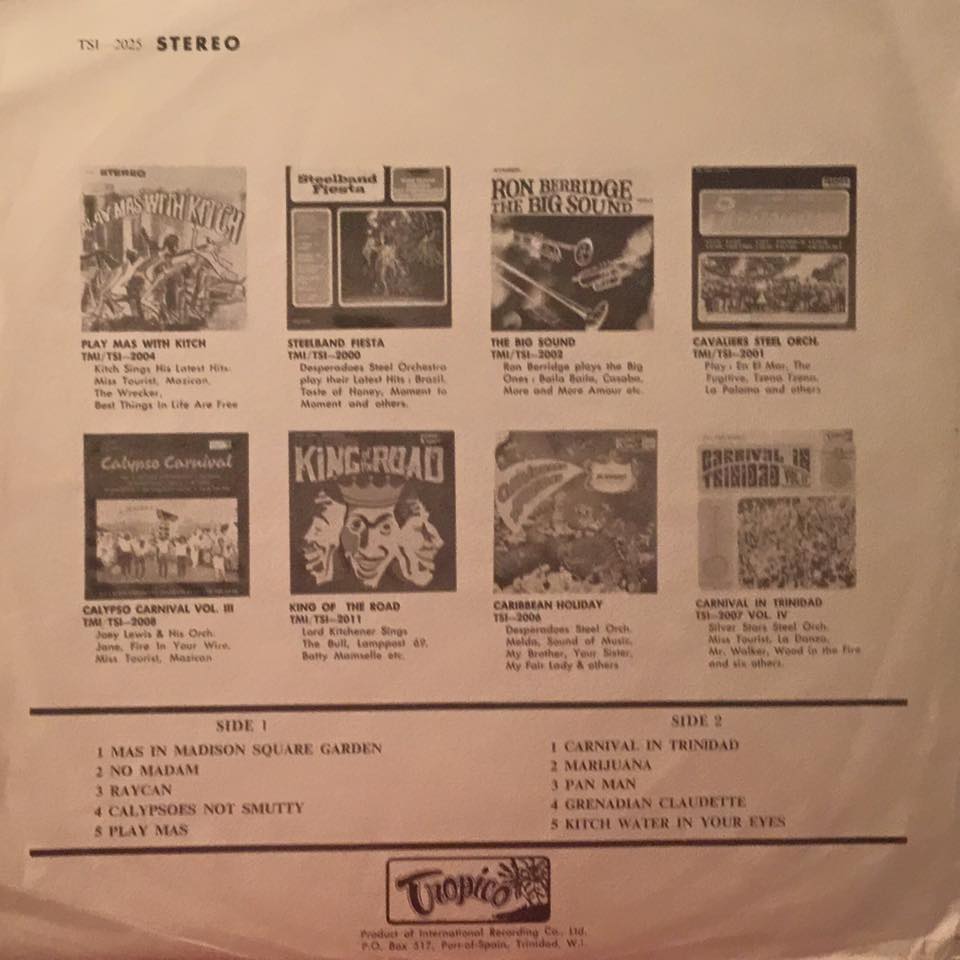 TSI—2025 STEREO
STEREO
PLAY MAS WITH KITCH
Steelband
Fiesta
RON BERRIDGE
THE BIG SOUND
PLAY MAS WITH KITCH
TMI/TSI—2004
Kitch Sings His Latest Hits:
Miss Tourist, Mazican,
The Wrecker,
Best Things In Life Are Free
STEELBAND FIESTA
TMI/TSI—2000
Desperadoes Steel Orchestra
play their Latest Hits : Brazil,
Taste of Honey, Moment to
Moment and others.
THE BIG SOUND
TMI/TSI—2002
Ron Berridge plays the Big
Ones : Baila Baila, Casabu,
More and More Amour etc.
CAVALIERS STEEL ORCH.
TMI/TSI—2001
Play : En El Mar, The
Fugitive, Tzena Tzena,
La Paloma and others
Calypso Carnival
KING OF THE ROAD
CARNIVAL IN
TRINIDAD
CALYPSO CARNIVAL VOL. III
TMI/TSI—2008
Joey Lewis & His Orch.
Jane, Fire In Your Wire,
Miss Tourist, Mazican
KING OF THE ROAD
TMI/TSI—2011
Lord Kitchener Sings
The Bull, Lamppost 69,
Batty Mamselle etc.
CARIBBEAN HOLIDAY
TSI—2006
Desperadoes Steel Orch.
Melda, Sound of Music,
My Brother, Your Sister,
My Fair Lady & others
CARNIVAL IN TRINIDAD
TSI—2007 VOL. IV
Silver Stars Steel Orch.
Miss Tourist, La Danza,
Mr. Walker, Wood in the Fire
and six others.
SIDE 1
1 MAS IN MADISON SQUARE GARDEN
2 NO MADAM
3 RAYCAN
4 CALYPSOES NOT SMUTTY
5 PLAY MAS
SIDE 2
1 CARNIVAL IN TRINIDAD
2 MARIJUANA
3 PAN MAN
4 GRENADIAN CLAUDETTE
5 KITCH WATER IN YOUR EYES
Tropico
Product of International Recording Co., Ltd.
P.O. Box 517, Port-of-Spain, Trinidad, W.I.